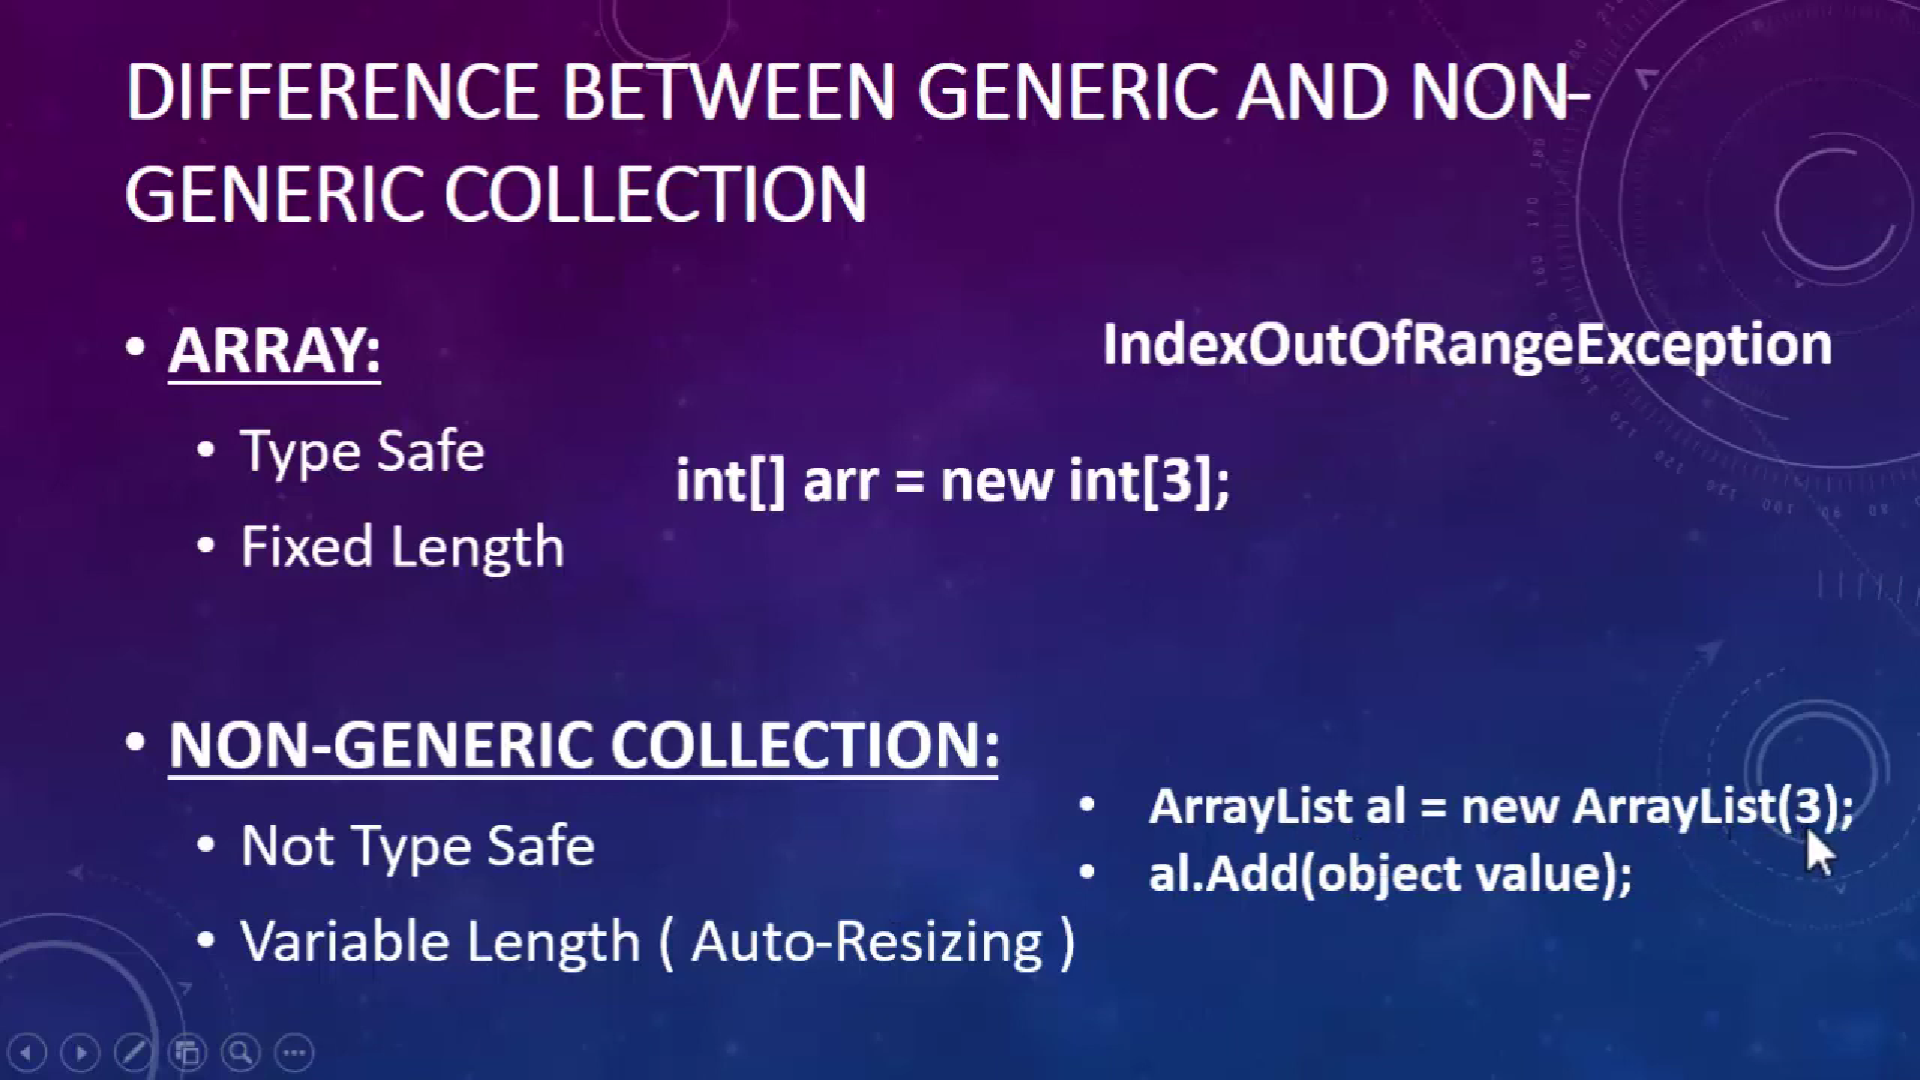 DIFFERENCE BETWEEN GENERIC AND NON-
GENERIC COLLECTION
• ARRAY:
IndexOutOfRangeException
• Type Safe
int[] arr = new int[3];
• Fixed Length
• NON-GENERIC COLLECTION:
• ArrayList al = new ArrayList(3);
• Not Type Safe
• al.Add(object value);
• Variable Length ( Auto-Resizing )